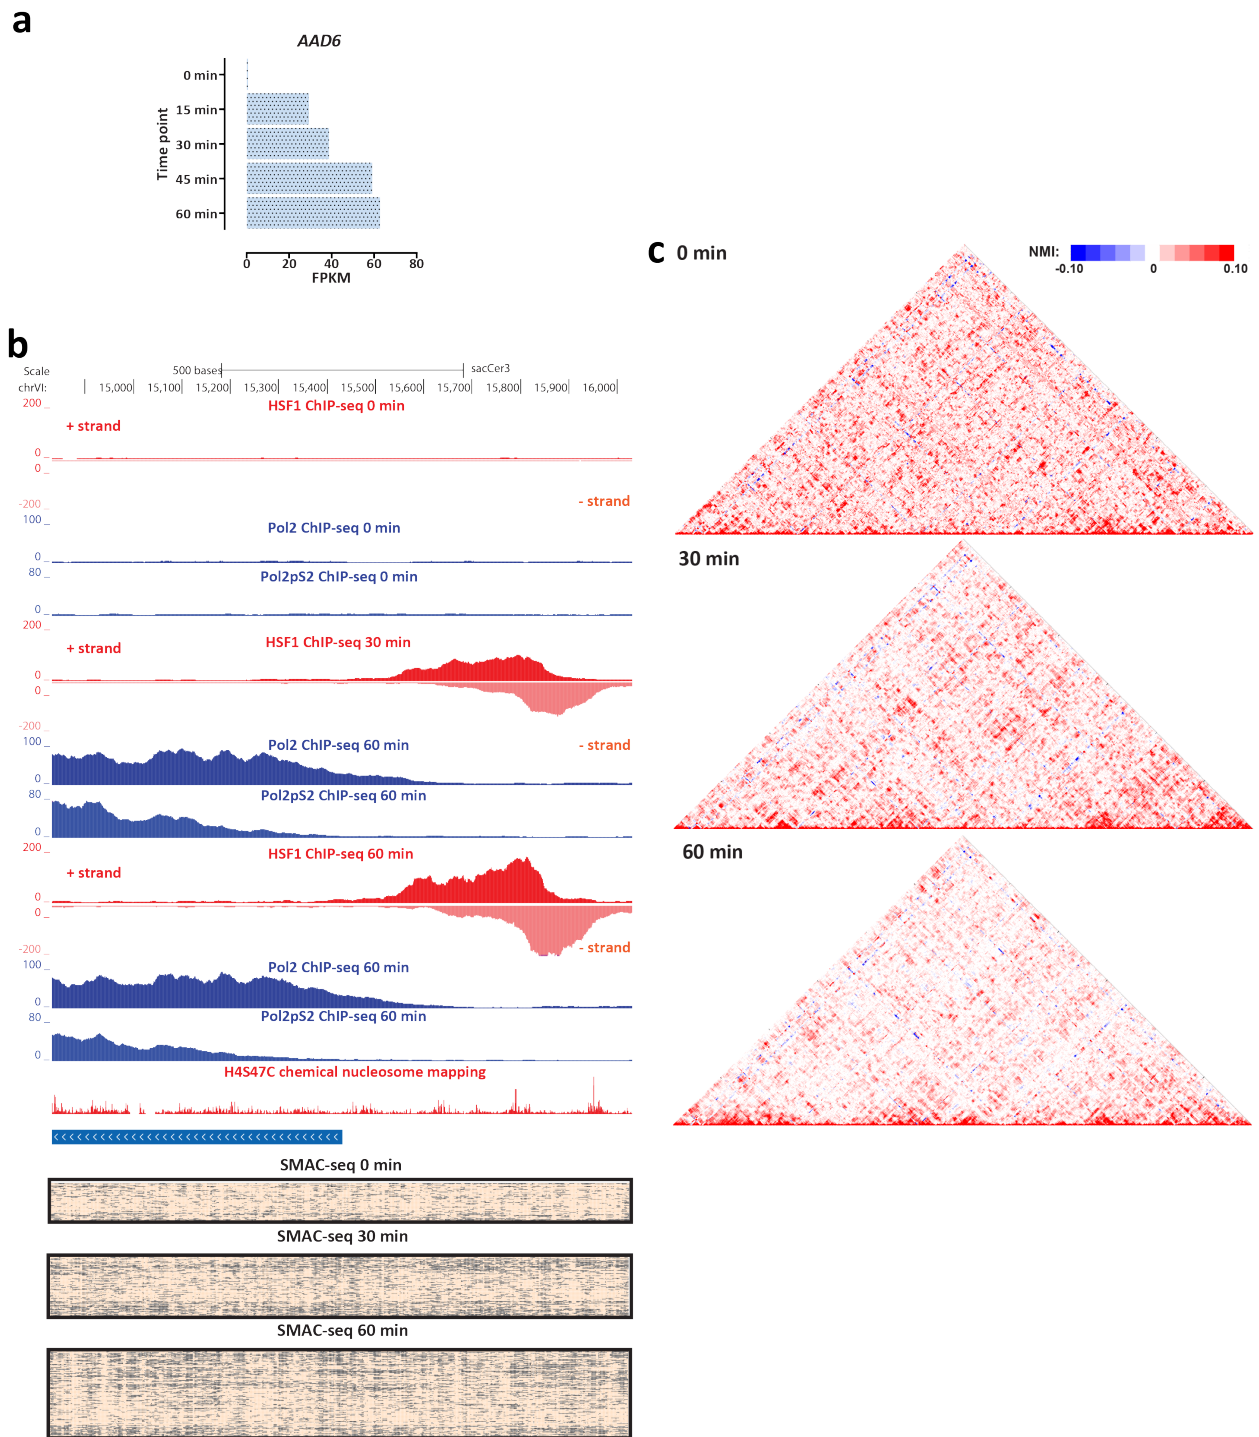 a
AAD6
Time point
0 min
15 min
30 min
45 min
60 min
0 20 40 60 80
FPKM
b
Scale 500 bases sacCer3
chrVI: 15,000 15,100 15,200 15,300 15,400 15,500 15,600 15,700 15,800 15,900 16,000
200
HSF1 ChIP-seq 0 min
+ strand
0
0
-200
- strand
100
Pol2 ChIP-seq 0 min
0
80
Pol2pS2 ChIP-seq 0 min
0
200
HSF1 ChIP-seq 30 min
+ strand
0
0
-200
- strand
100
Pol2 ChIP-seq 60 min
0
80
Pol2pS2 ChIP-seq 60 min
0
200
HSF1 ChIP-seq 60 min
+ strand
0
0
- strand
-200
100
Pol2 ChIP-seq 60 min
0
80
Pol2pS2 ChIP-seq 60 min
0
H4S47C chemical nucleosome mapping
SMAC-seq 0 min
SMAC-seq 30 min
SMAC-seq 60 min
c
0 min
NMI:
-0.10 0 0.10
30 min
60 min